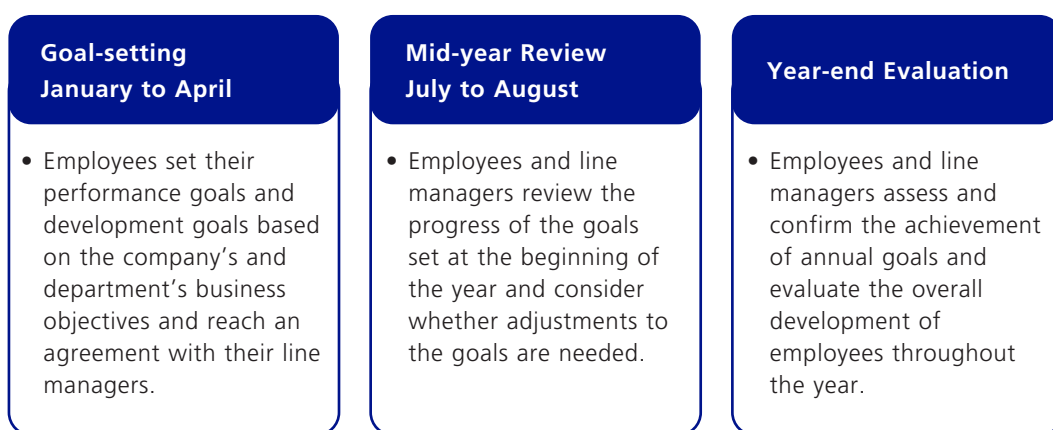 Goal-setting
January to April
• Employees set their
performance goals and
development goals based
on the company’s and
department’s business
objectives and reach an
agreement with their line
managers.
Mid-year Review
July to August
• Employees and line
managers review the
progress of the goals
set at the beginning of
the year and consider
whether adjustments to
the goals are needed.
Year-end Evaluation
• Employees and line
managers assess and
confirm the achievement
of annual goals and
evaluate the overall
development of
employees throughout
the year.